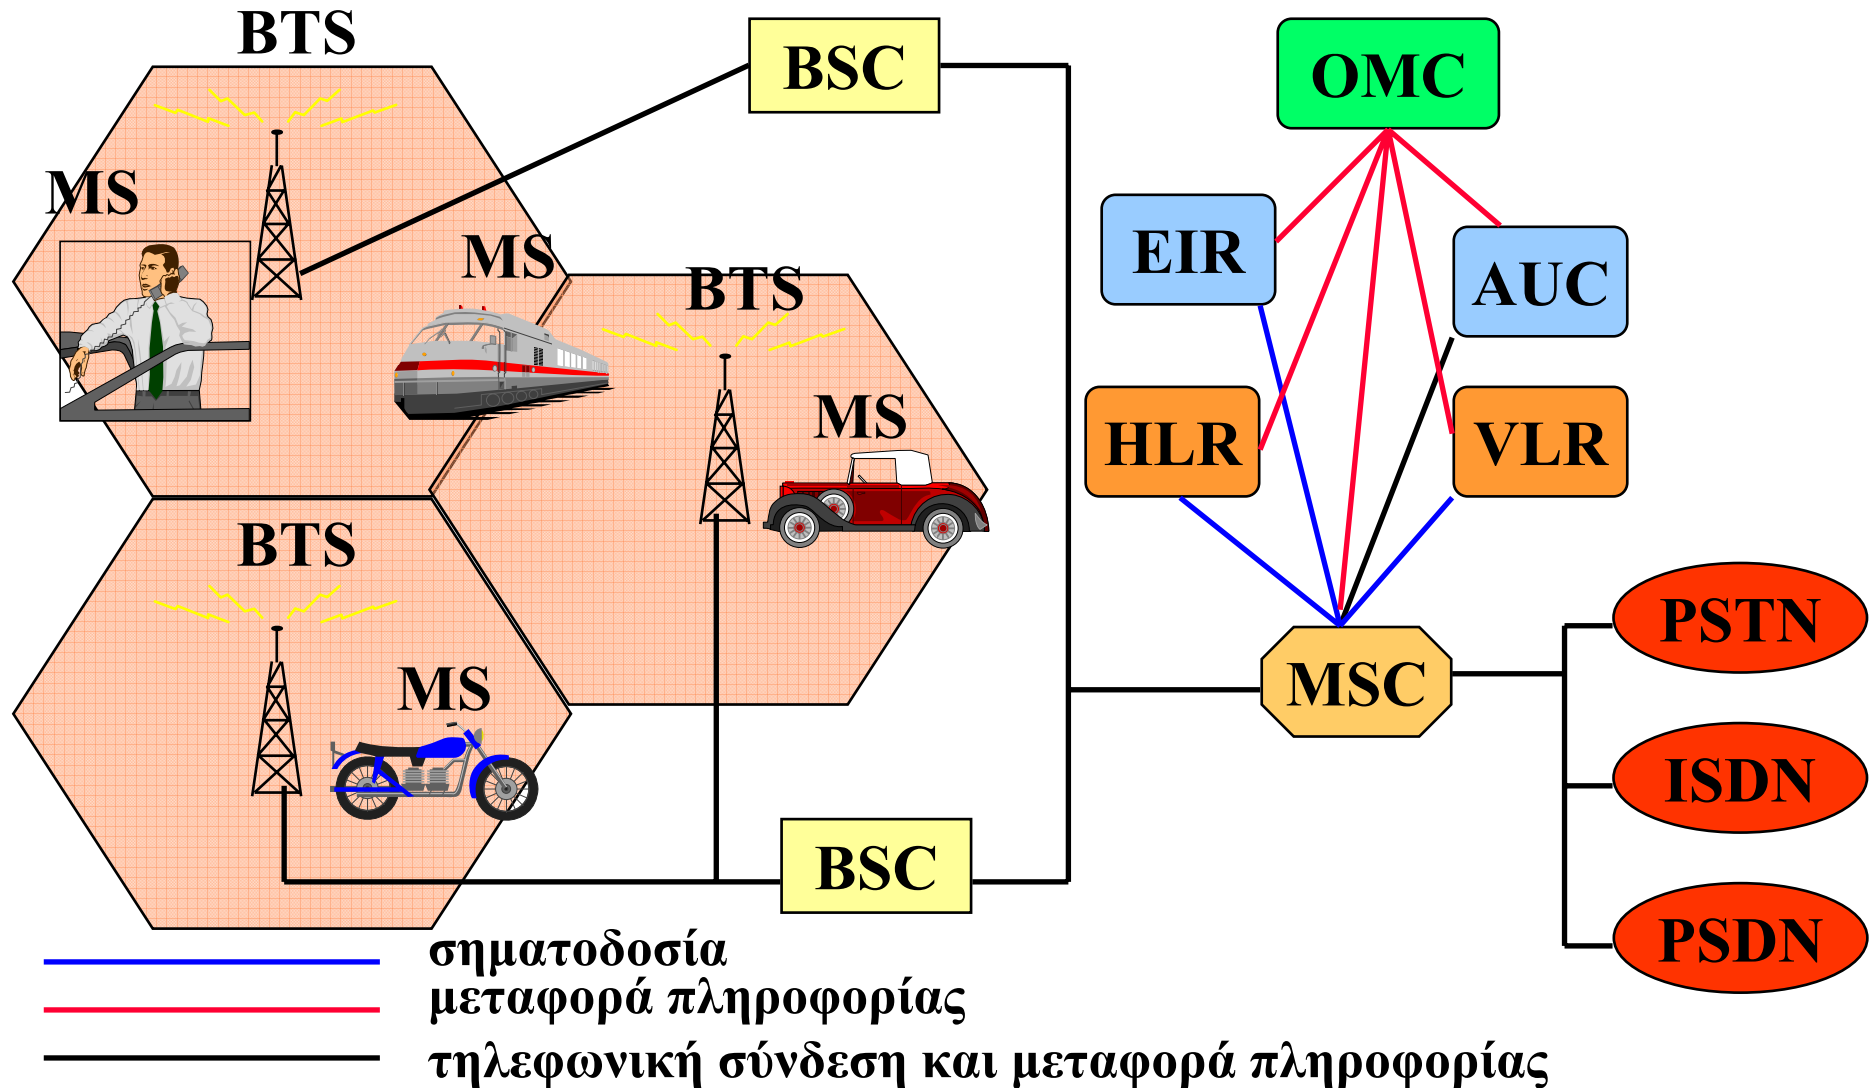 BTS
BSC
OMC
MS
MS
EIR
BTS
AUC
MS
HLR
VLR
BTS
PSTN
MS
MSC
ISDN
BSC
PSDN
σηματοδοσία
μεταφορά πληροφορίας
τηλεφωνική σύνδεση και μεταφορά πληροφορίας